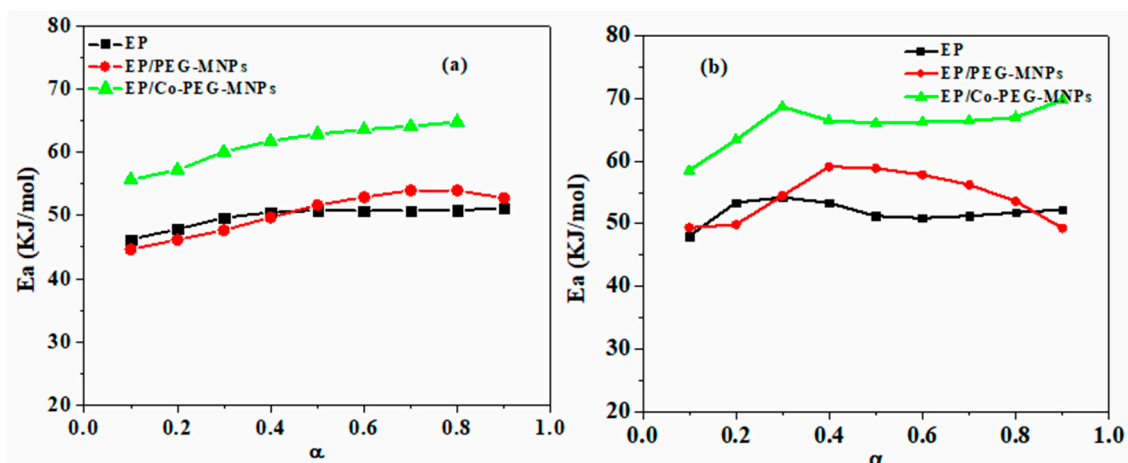 80
70
60
50
40
30
20
Ea (KJ/mol)
EP
EP/PEG-MNPs
EP/Co-PEG-MNPs
(a)
0.0 0.2 0.4 0.6 0.8 1.0
α
80
70
60
50
40
30
20
Ea (KJ/mol)
(b)
EP
EP/PEG-MNPs
EP/Co-PEG-MNPs
0.0 0.2 0.4 0.6 0.8 1.0
α